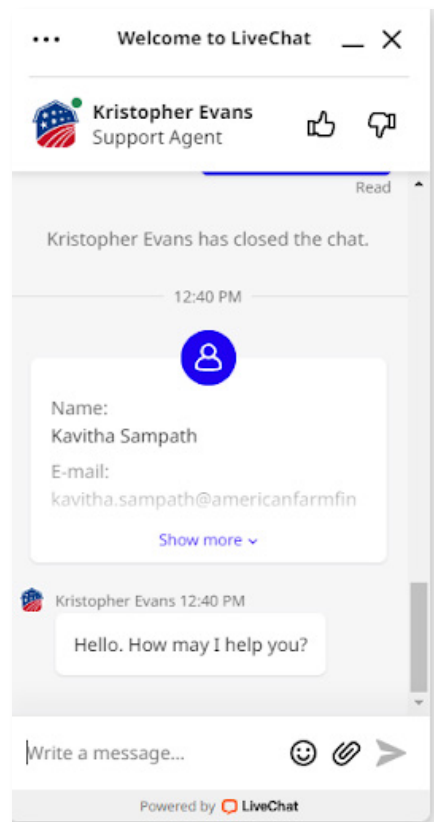 Welcome to LiveChat
Kristopher Evans
Support Agent
Read
Kristopher Evans has closed the chat.
12:40 PM
Name:
Kavitha Sampath
E-mail:
kavitha.sampath@americanfarmfin
Show more
Kristopher Evans 12:40 PM
Hello. How may I help you?
Write a message...
Powered by LiveChat